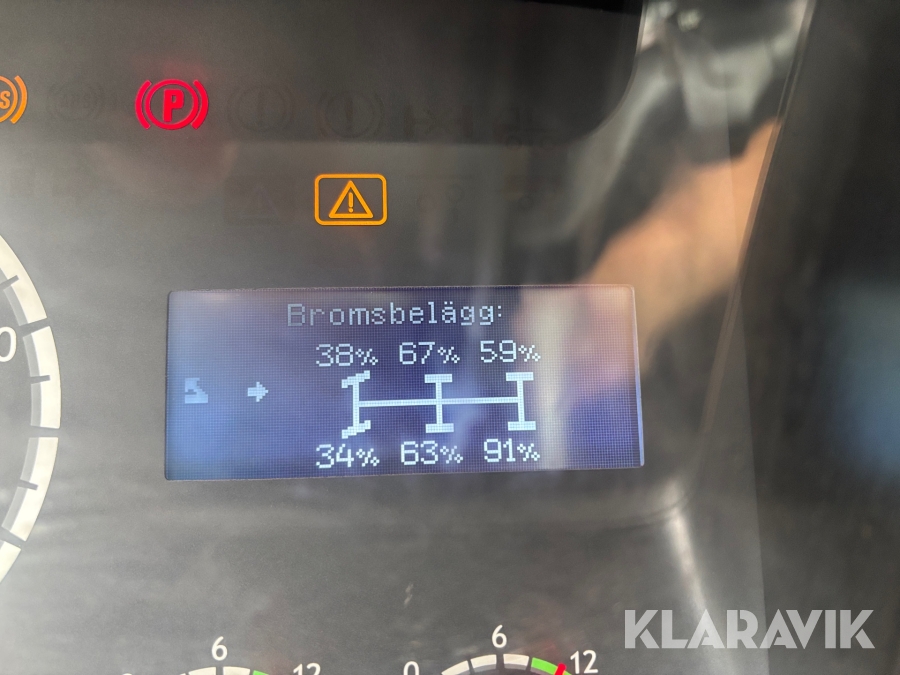 P
Bromsbelägg:
38% 67% 59%
34% 63% 91%
KLARAVIK
6 12
0 6 12